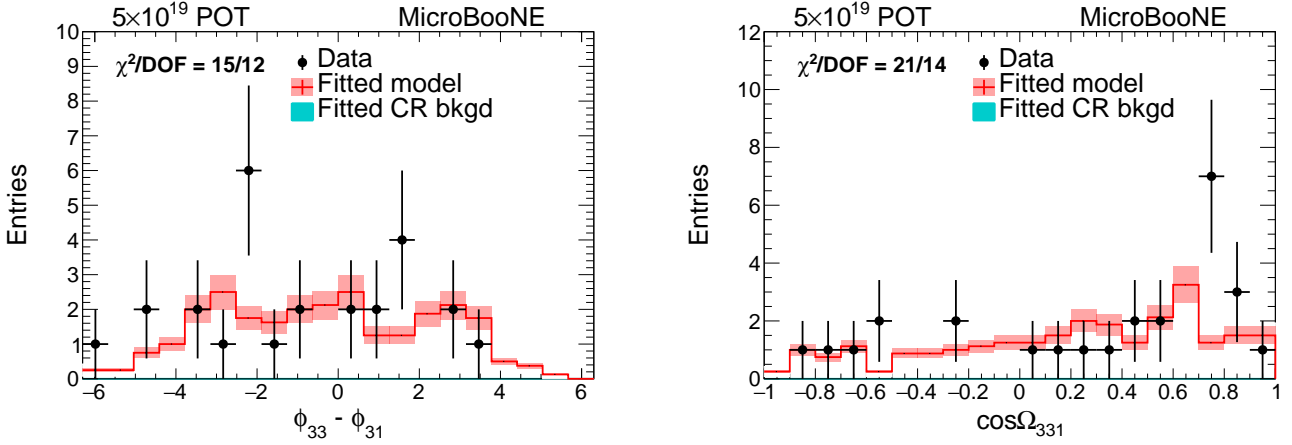 5×10¹⁹ POT MicroBooNE
χ²/DOF = 15/12
Data
Fitted model
Fitted CR bkgd
Entries
10
9
8
7
6
5
4
3
2
1
0
−6 −4 −2 0 2 4 6
ϕ₃₃ - ϕ₃₁
5×10¹⁹ POT MicroBooNE
χ²/DOF = 21/14
Data
Fitted model
Fitted CR bkgd
Entries
12
10
8
6
4
2
0
−1 −0.8 −0.6 −0.4 −0.2 0 0.2 0.4 0.6 0.8 1
cosΩ₃₃₁